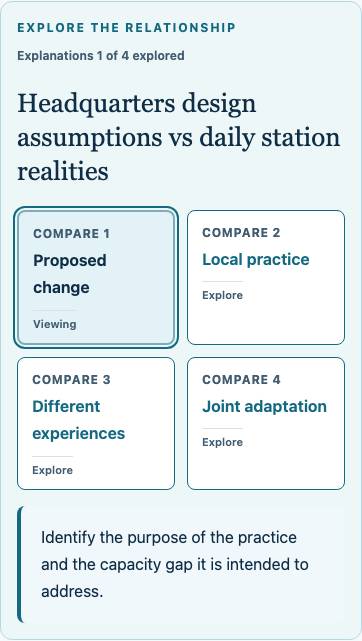 EXPLORE THE RELATIONSHIP
Explanations 1 of 4 explored
Headquarters design
assumptions vs daily station
realities
COMPARE 1
Proposed
change
Viewing
COMPARE 2
Local practice
Explore
COMPARE 3
Different
experiences
Explore
COMPARE 4
Joint adaptation
Explore
Identify the purpose of the practice
and the capacity gap it is intended to
address.